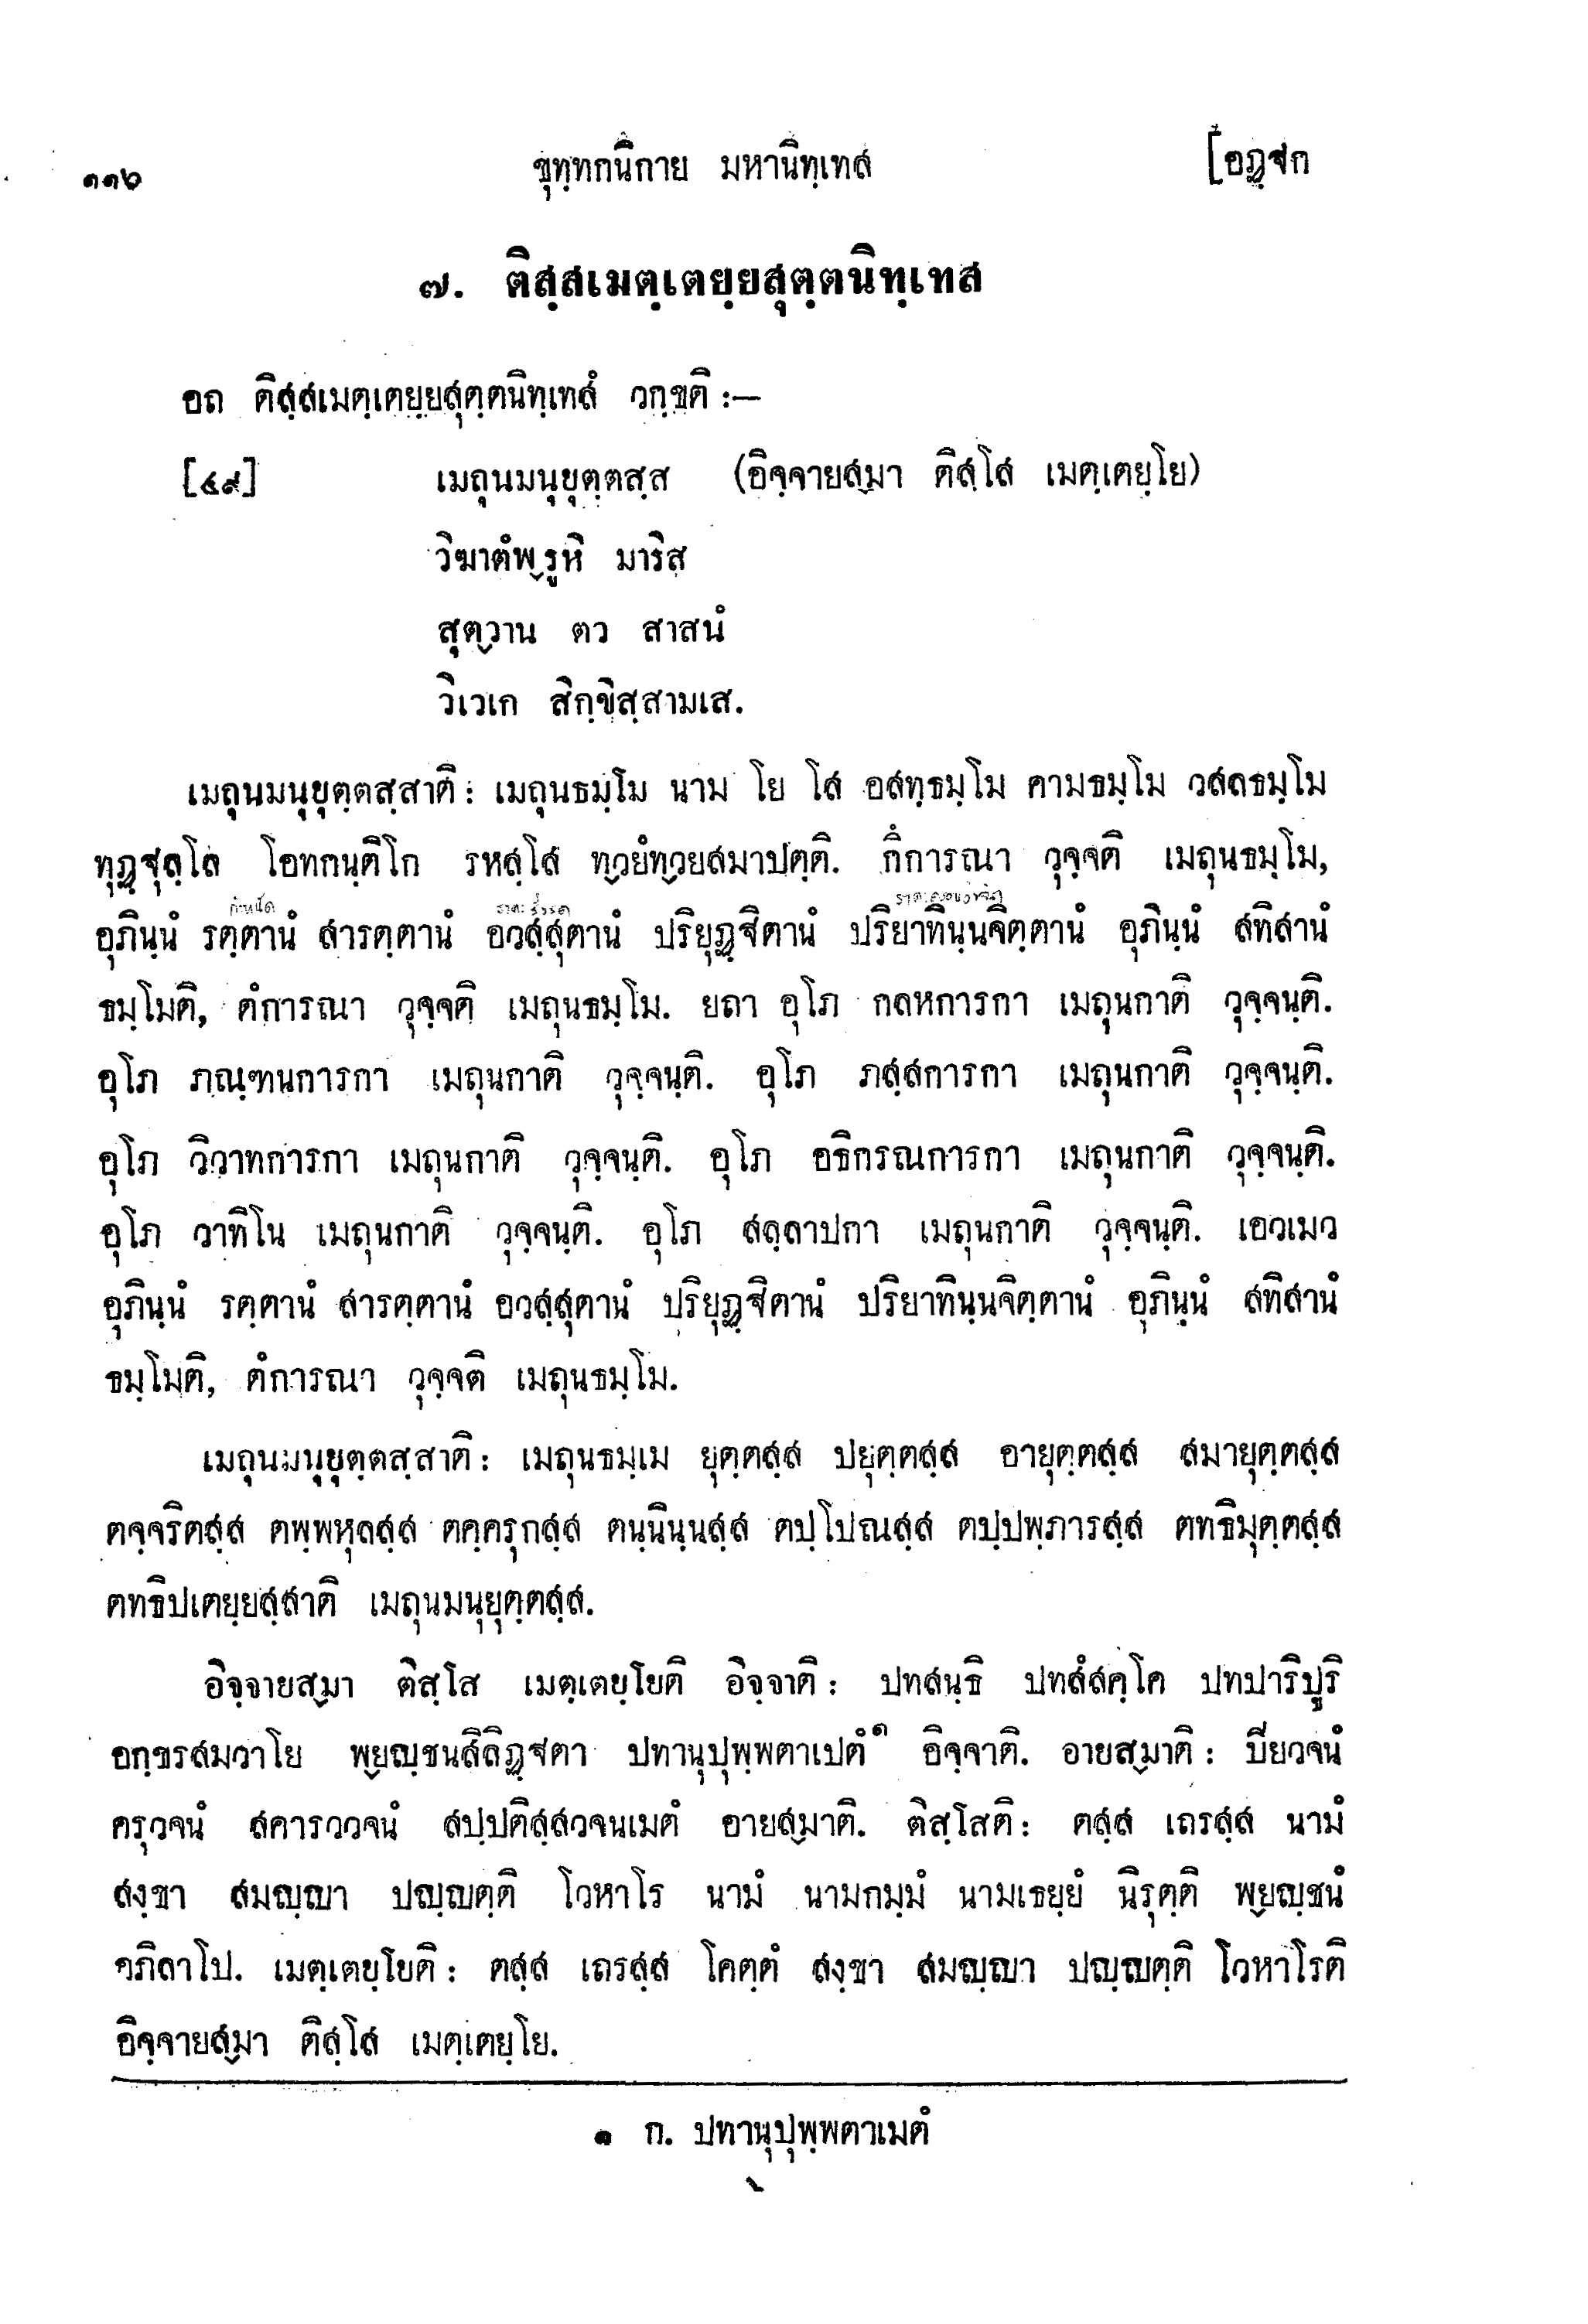 ๑๑๖ ขุทฺทกนิกาย มหานิทฺเทส [อฏฺฐก
๗. ติสฺสเมตฺเตยฺยสุตฺตนิทฺเทส
อถ ติสฺสเมตฺเตยฺยสุตฺตนิทฺเทสํ วกฺขติ :—
[๔๙] เมถุนมนุยุตฺตสฺส (อิจฺจายสฺมา ติสฺโส เมตฺเตยฺโย)
วิฆาตํพฺรูหิ มาริส
สุตฺวาน ตว สาสนํ
วิเวเก สิกฺขิสฺสามเส.
เมถุนมนุยุตฺตสฺสาติ : เมถุนธมฺโม นาม โย โส อสทฺธมฺโม คามธมฺโม วสลธมฺโม
ทุฏฺฐุลฺโล โอทกนฺติโก รหสฺโส ทฺวยํทฺวยสมาปตฺติ. กึการณา วุจฺจติ เมถุนธมฺโม,
กำหนัด
อุภินฺนํ รตฺตานํ สารตฺตานํ อวสฺสุตานํ ปริยุฏฺฐิตานํ ปริยาทินฺนจิตฺตานํ อุภินฺนํ สทิสานํ
ธมฺโมติ, ตํการณา วุจฺจติ เมถุนธมฺโม. ยถา อุโภ กลหการกา เมถุนกาติ วุจฺจนฺติ.
อุโภ ภณฺฑนการกา เมถุนกาติ วุจฺจนฺติ. อุโภ ภสฺสการกา เมถุนกาติ วุจฺจนฺติ.
อุโภ วิวาทการกา เมถุนกาติ วุจฺจนฺติ. อุโภ อธิกรณการกา เมถุนกาติ วุจฺจนฺติ.
อุโภ วาทิโน เมถุนกาติ วุจฺจนฺติ. อุโภ สลฺลาปกา เมถุนกาติ วุจฺจนฺติ. เอวเมว
อุภินฺนํ รตฺตานํ สารตฺตานํ อวสฺสุตานํ ปริยุฏฺฐิตานํ ปริยาทินฺนจิตฺตานํ อุภินฺนํ สทิสานํ
ธมฺโมติ, ตํการณา วุจฺจติ เมถุนธมฺโม.
เมถุนมนุยุตฺตสฺสาติ : เมถุนธมฺเม ยุตฺตสฺส ปยุตฺตสฺส อายุตฺตสฺส สมายุตฺตสฺส
ตจฺจริตสฺส ตพฺพหุลสฺส ตคฺครุกสฺส ตนฺนินฺนสฺส ตปฺโปณสฺส ตปฺปพฺภารสฺส ตทธิมุตฺตสฺส
ตทธิปเตยฺยสฺสาติ เมถุนมนุยุตฺตสฺส.
อิจฺจายสฺมา ติสฺโส เมตฺเตยฺโยติ อิจฺจาติ : ปทสนฺธิ ปทสํสคฺโค ปทปาริปูริ
อกฺขรสมวาโย พฺยญฺชนสิลิฏฺฐตา ปทานุปุพฺพตาเปตํ๑ อิจฺจาติ. อายสฺมาติ : ปิยวจนํ
ครุวจนํ สคารววจนํ สปฺปติสฺสวจนเมตํ อายสฺมาติ. ติสฺโสติ : ตสฺส เถรสฺส นามํ
สงฺขา สมญฺญา ปญฺญตฺติ โวหาโร นามํ นามกมฺมํ นามเธยฺยํ นิรุตฺติ พฺยญฺชนํ
อภิลาโป. เมตฺเตยฺโยติ : ตสฺส เถรสฺส โคตฺตํ สงฺขา สมญฺญา ปญฺญตฺติ โวหาโรติ
อิจฺจายสฺมา ติสฺโส เมตฺเตยฺโย.
๑ ก. ปทานุปุพฺพตาเมตํ